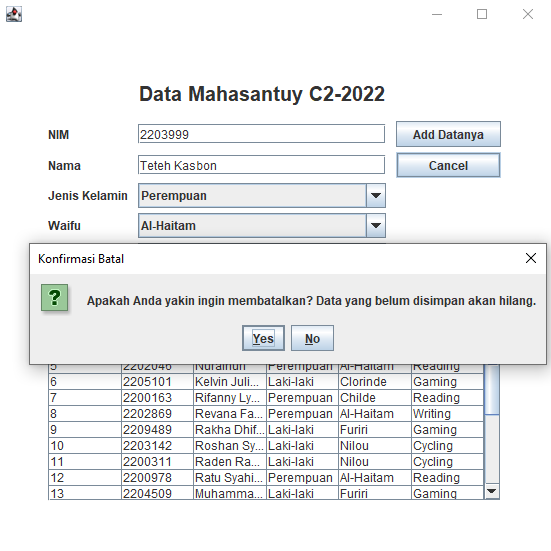 Data Mahasantuy C2-2022
NIM 2203999 Add Datanya
Nama Teteh Kasbon Cancel
Jenis Kelamin Perempuan
Waifu Al-Haitam
Konfirmasi Batal
?
Apakah Anda yakin ingin membatalkan? Data yang belum disimpan akan hilang.
Yes No
5 2202046 Nurainun Perempuan Al-Haitam Reading
6 2205101 Kelvin Juli... Laki-laki Clorinde Gaming
7 2200163 Rifanny Ly... Perempuan Childe Reading
8 2202869 Revana Fa... Perempuan Al-Haitam Writing
9 2209489 Rakha Dhif... Laki-laki Furiri Gaming
10 2203142 Roshan Sy... Laki-laki Nilou Cycling
11 2200311 Raden Ra... Laki-laki Nilou Cycling
12 2200978 Ratu Syahi... Perempuan Al-Haitam Reading
13 2204509 Muhamma... Laki-laki Furiri Gaming